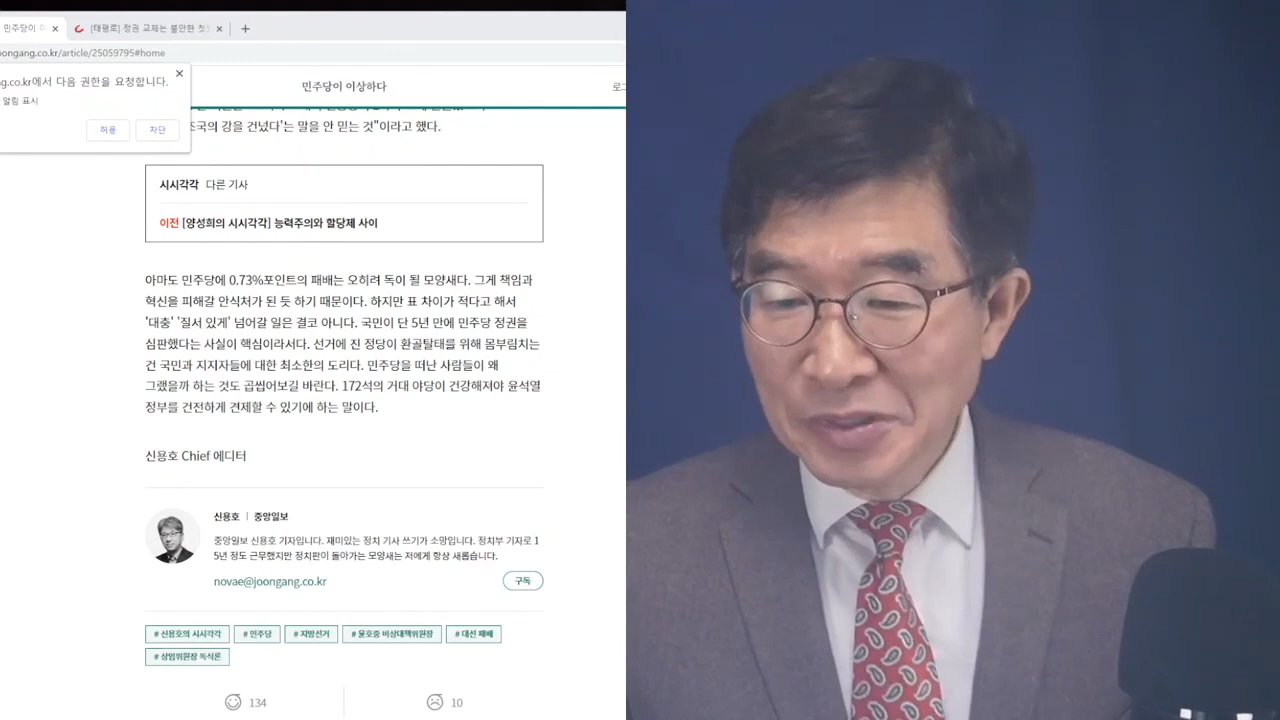 민주당이
[태평로] 정권 교체는 불안한 첫
joongang.co.kr/article/25059795#home
ng.co.kr에서 다음 권한을 요청합니다.
알림 표시
허용
차단
민주당이 이상하다
로그
조국의 강을 건넜다'는 말을 안 믿는 것"이라고 했다.
시시각각 다른 기사
이전 [양성희의 시시각각] 능력주의와 할당제 사이
아마도 민주당에 0.73%포인트의 패배는 오히려 독이 될 모양새다. 그게 책임과
혁신을 피해갈 안식처가 된 듯 하기 때문이다. 하지만 표 차이가 적다고 해서
'대충' '질서 있게' 넘어갈 일은 결코 아니다. 국민이 단 5년 만에 민주당 정권을
심판했다는 사실이 핵심이라서다. 선거에 진 정당이 환골탈태를 위해 몸부림치는
건 국민과 지지자들에 대한 최소한의 도리다. 민주당을 떠난 사람들이 왜
그랬을까 하는 것도 곱씹어보길 바란다. 172석의 거대 야당이 건강해져야 윤석열
정부를 건전하게 견제할 수 있기에 하는 말이다.
신용호 Chief 에디터
신용호 | 중앙일보
중앙일보 신용호 기자입니다. 재미있는 정치 기사 쓰기가 소망입니다. 정치부 기자로 1
5년 정도 근무했지만 정치판이 돌아가는 모양새는 저에게 항상 새롭습니다.
novae@joongang.co.kr
구독
# 신용호의 시시각각 # 민주당 # 지방선거 # 윤호중 비상대책위원장 # 대선 패배
# 상임위원장 독식론
134
10